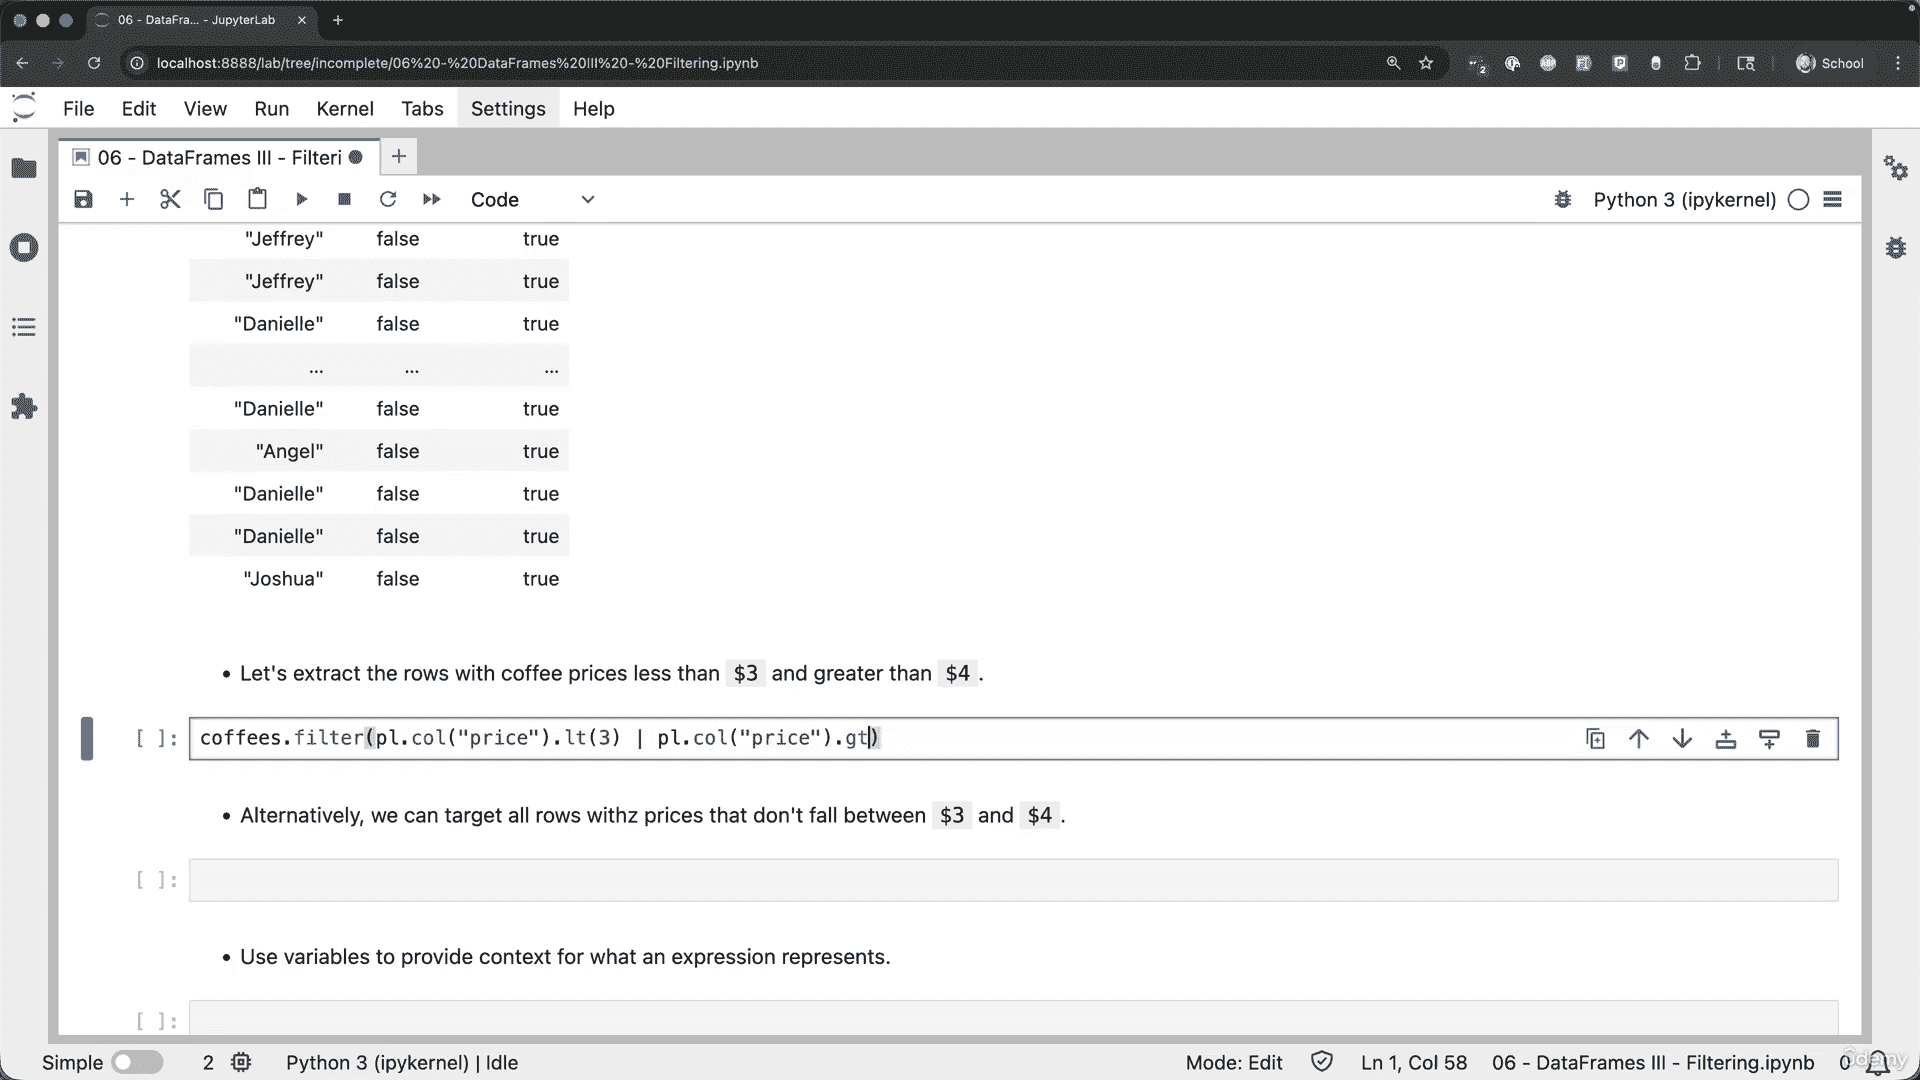 06 - DataFra... - JupyterLab
localhost:8888/lab/tree/incomplete/06%20-%20DataFrames%20III%20-%20Filtering.ipynb
2
School
File Edit View Run Kernel Tabs Settings Help
06 - DataFrames III - Filteri
Code
Python 3 (ipykernel)
"Jeffrey" false true
"Jeffrey" false true
"Danielle" false true
... ... ...
"Danielle" false true
"Angel" false true
"Danielle" false true
"Danielle" false true
"Joshua" false true
• Let's extract the rows with coffee prices less than $3 and greater than $4.
[ ]: coffees.filter(pl.col("price").lt(3) | pl.col("price").gt)
• Alternatively, we can target all rows withz prices that don't fall between $3 and $4.
[ ]:
• Use variables to provide context for what an expression represents.
[ ]:
Simple 2 Python 3 (ipykernel) | Idle Mode: Edit Ln 1, Col 58 06 - DataFrames III - Filtering.ipynb 0
ûdemy